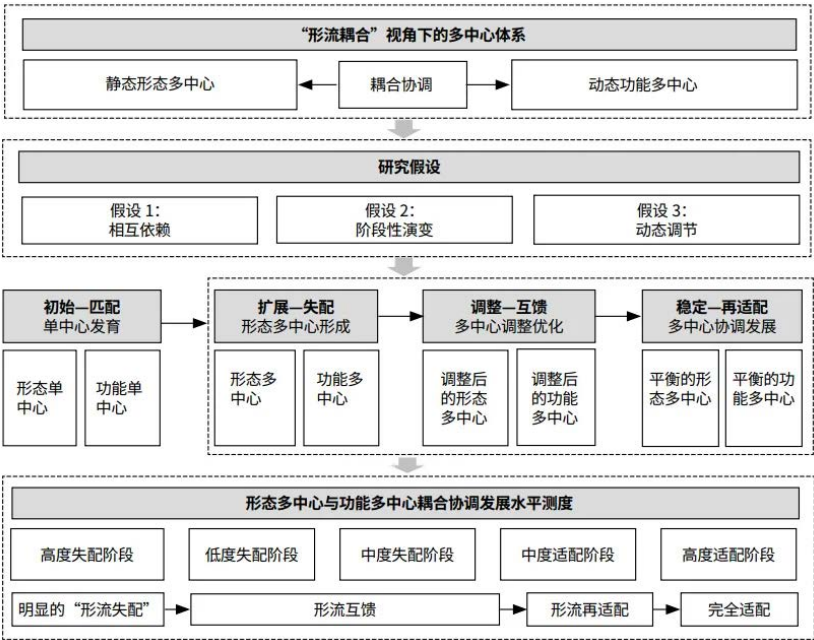 “形流耦合”视角下的多中心体系
静态形态多中心
耦合协调
动态功能多中心
研究假设
假设 1：
相互依赖
假设 2：
阶段性演变
假设 3：
动态调节
初始—匹配
单中心发育
扩展—失配
形态多中心形成
调整—互馈
多中心调整优化
稳定—再适配
多中心协调发展
形态单
中心
功能单
中心
形态多
中心
功能多
中心
调整后
的形态
多中心
调整后
的功能
多中心
平衡的形
态多中心
平衡的功
能多中心
形态多中心与功能多中心耦合协调发展水平测度
高度失配阶段
低度失配阶段
中度失配阶段
中度适配阶段
高度适配阶段
明显的“形流失配”
形流互馈
形流再适配
完全适配